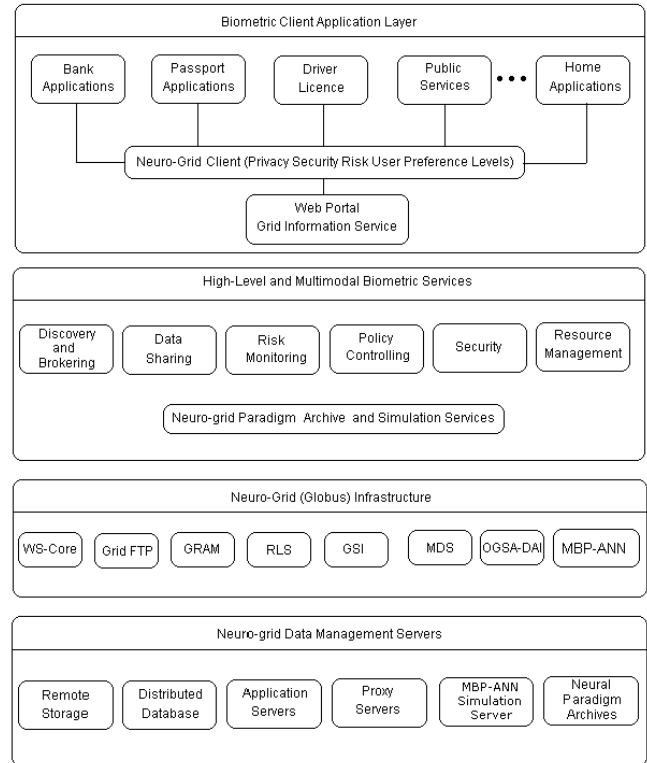 Biometric Client Application Layer
Bank
Applications
Passport
Applications
Driver
Licence
Public
Services
Home
Applications
Neuro-Grid Client (Privacy Security Risk User Preference Levels)
Web Portal
Grid Information Service
High-Level and Multimodal Biometric Services
Discovery
and
Brokering
Data
Sharing
Risk
Monitoring
Policy
Controlling
Security
Resource
Management
Neuro-grid Paradigm Archive and Simulation Services
Neuro-Grid (Globus) Infrastructure
WS-Core
Grid FTP
GRAM
RLS
GSI
MDS
OGSA-DAI
MBP-ANN
Neuro-grid Data Management Servers
Remote
Storage
Distributed
Database
Application
Servers
Proxy
Servers
MBP-ANN
Simulation
Server
Neural
Paradigm
Archives